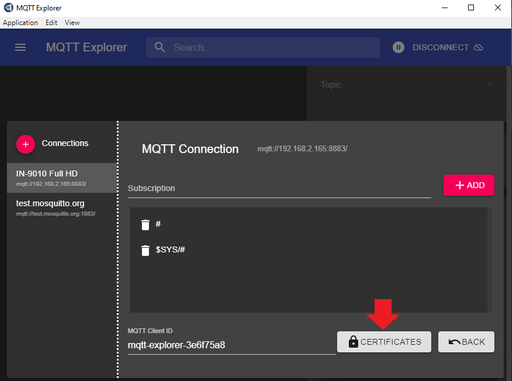 MQTT Explorer
Application Edit View
MQTT Explorer Search... DISCONNECT
Topic
Connections
MQTT Connection mqtt://192.168.2.165:8883/
IN-9010 Full HD
mqtt://192.168.2.165:8883/
Subscription
ADD
test.mosquitto.org
mqtt://test.mosquitto.org:1883/
#
$SYS/#
MQTT Client ID
mqtt-explorer-3e6f75a8
CERTIFICATES
BACK